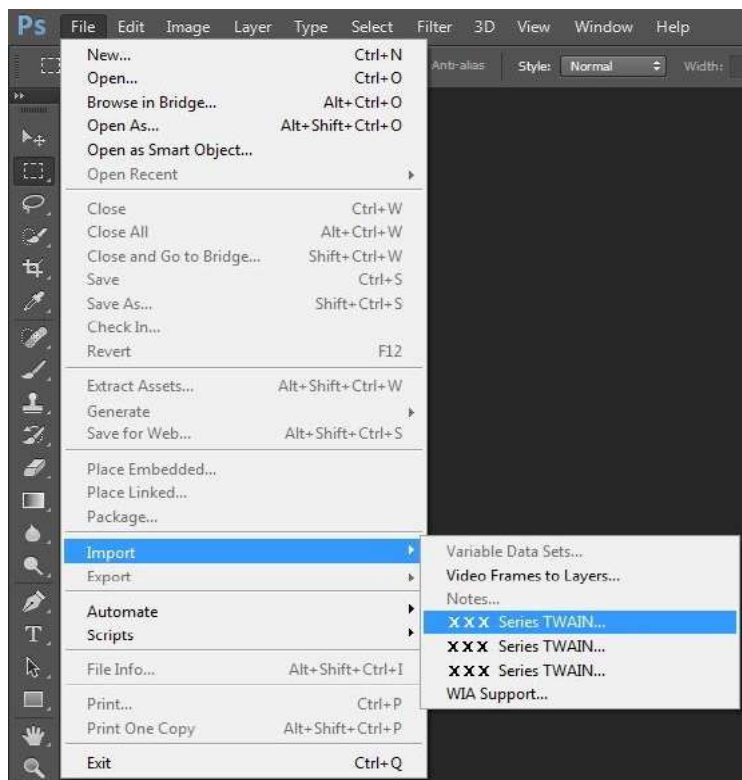 Ps File Edit Image Layer Type Select Filter 3D View Window Help
Anti-alias Style: Normal Width:
New... Ctrl+N
Open... Ctrl+O
Browse in Bridge... Alt+Ctrl+O
Open As... Alt+Shift+Ctrl+O
Open as Smart Object...
Open Recent
Close Ctrl+W
Close All Alt+Ctrl+W
Close and Go to Bridge... Shift+Ctrl+W
Save Ctrl+S
Save As... Shift+Ctrl+S
Check In...
Revert F12
Extract Assets... Alt+Shift+Ctrl+W
Generate
Save for Web... Alt+Shift+Ctrl+S
Place Embedded...
Place Linked...
Package...
Import
Export
Automate
Scripts
File Info... Alt+Shift+Ctrl+I
Print... Ctrl+P
Print One Copy Alt+Shift+Ctrl+P
Exit Ctrl+Q
Variable Data Sets...
Video Frames to Layers...
Notes...
XXX Series TWAIN...
XXX Series TWAIN...
XXX Series TWAIN...
WIA Support...
T